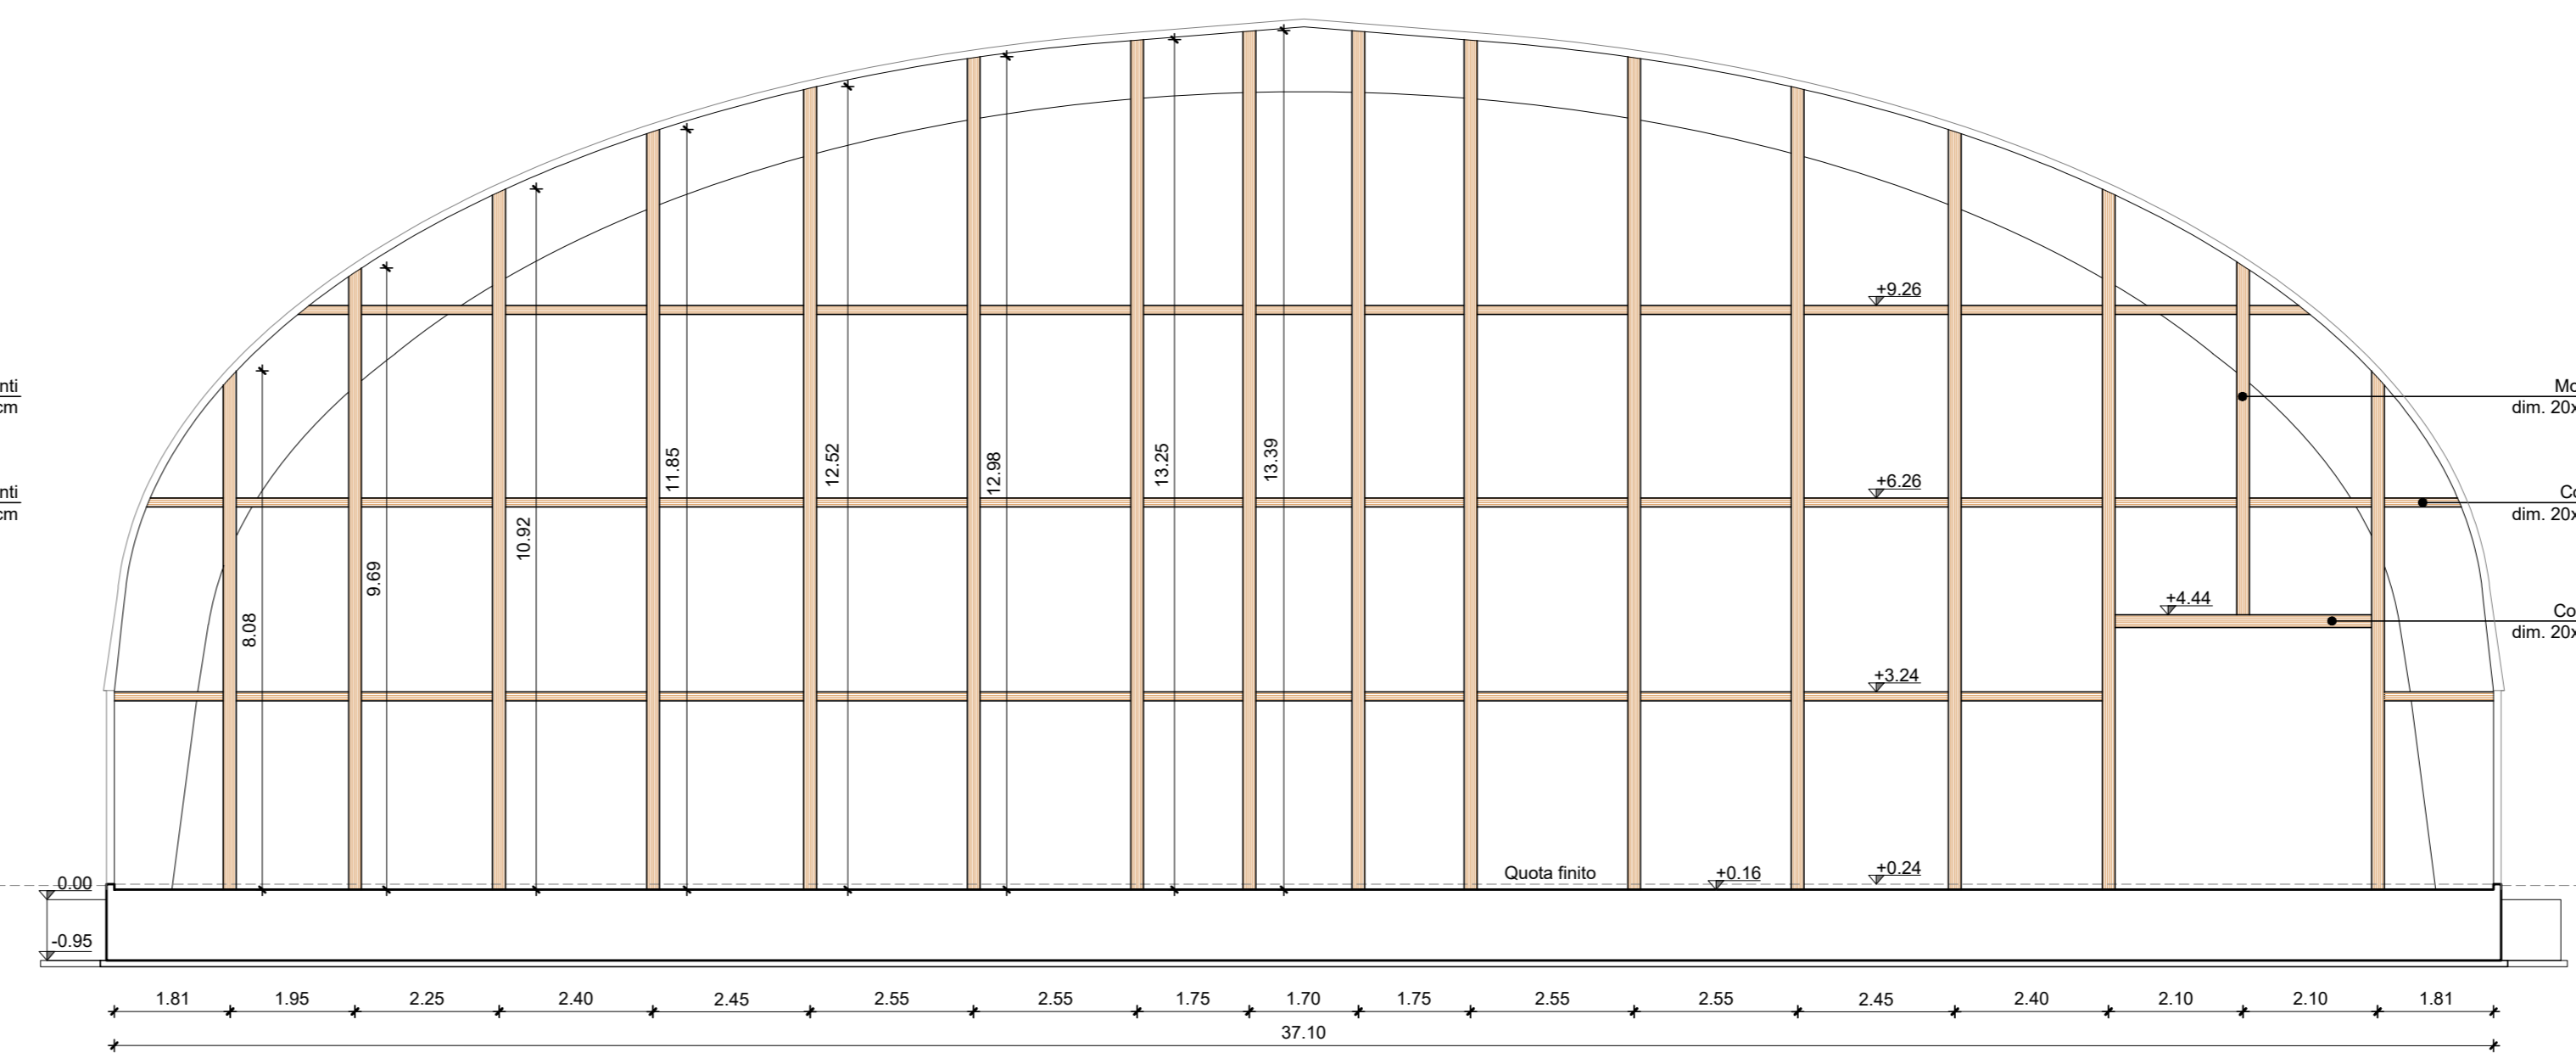 +9.26
nti
cm
Mo
dim. 20x
11.85
12.52
12.98
13.25
13.39
+6.26
nti
cm
Co
dim. 20x
10.92
9.69
8.08
+4.44
Co
dim. 20x
+3.24
0.00
Quota finito
+0.16
+0.24
-0.95
1.81 1.95 2.25 2.40 2.45 2.55 2.55 1.75 1.70 1.75 2.55 2.55 2.45 2.40 2.10 2.10 1.81
37.10